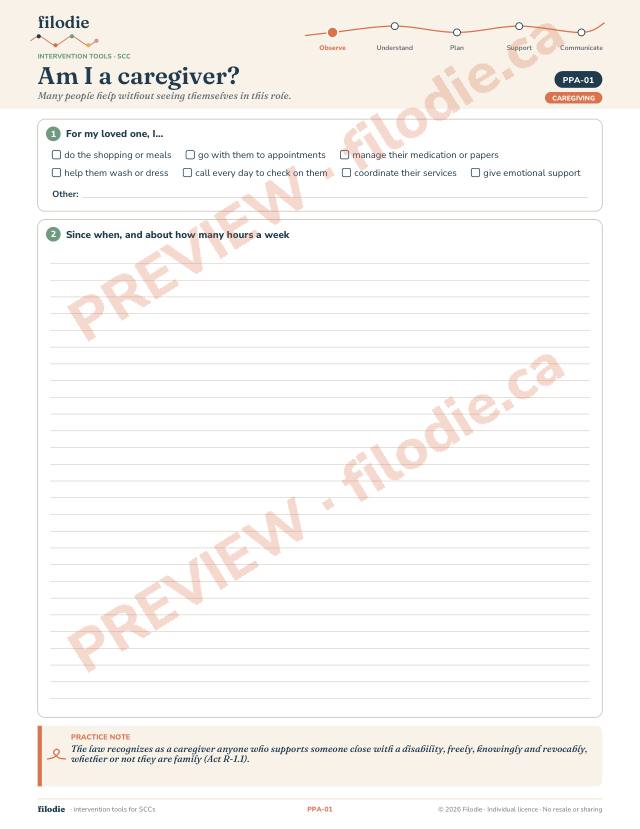 filodie
INTERVENTION TOOLS · SCC
Observe Understand Plan Support Communicate
Am I a caregiver?
Many people help without seeing themselves in this role.
PPA-01
CAREGIVING
1 For my loved one, I...
do the shopping or meals go with them to appointments manage their medication or papers
help them wash or dress call every day to check on them coordinate their services give emotional support
Other:
2 Since when, and about how many hours a week
PREVIEW · filodie.ca
PREVIEW · filodie.ca
PRACTICE NOTE
The law recognizes as a caregiver anyone who supports someone close with a disability, freely, knowingly and revocably,
whether or not they are family (Act R-1.1).
filodie · intervention tools for SCCs PPA-01 © 2026 Filodie · Individual licence · No resale or sharing